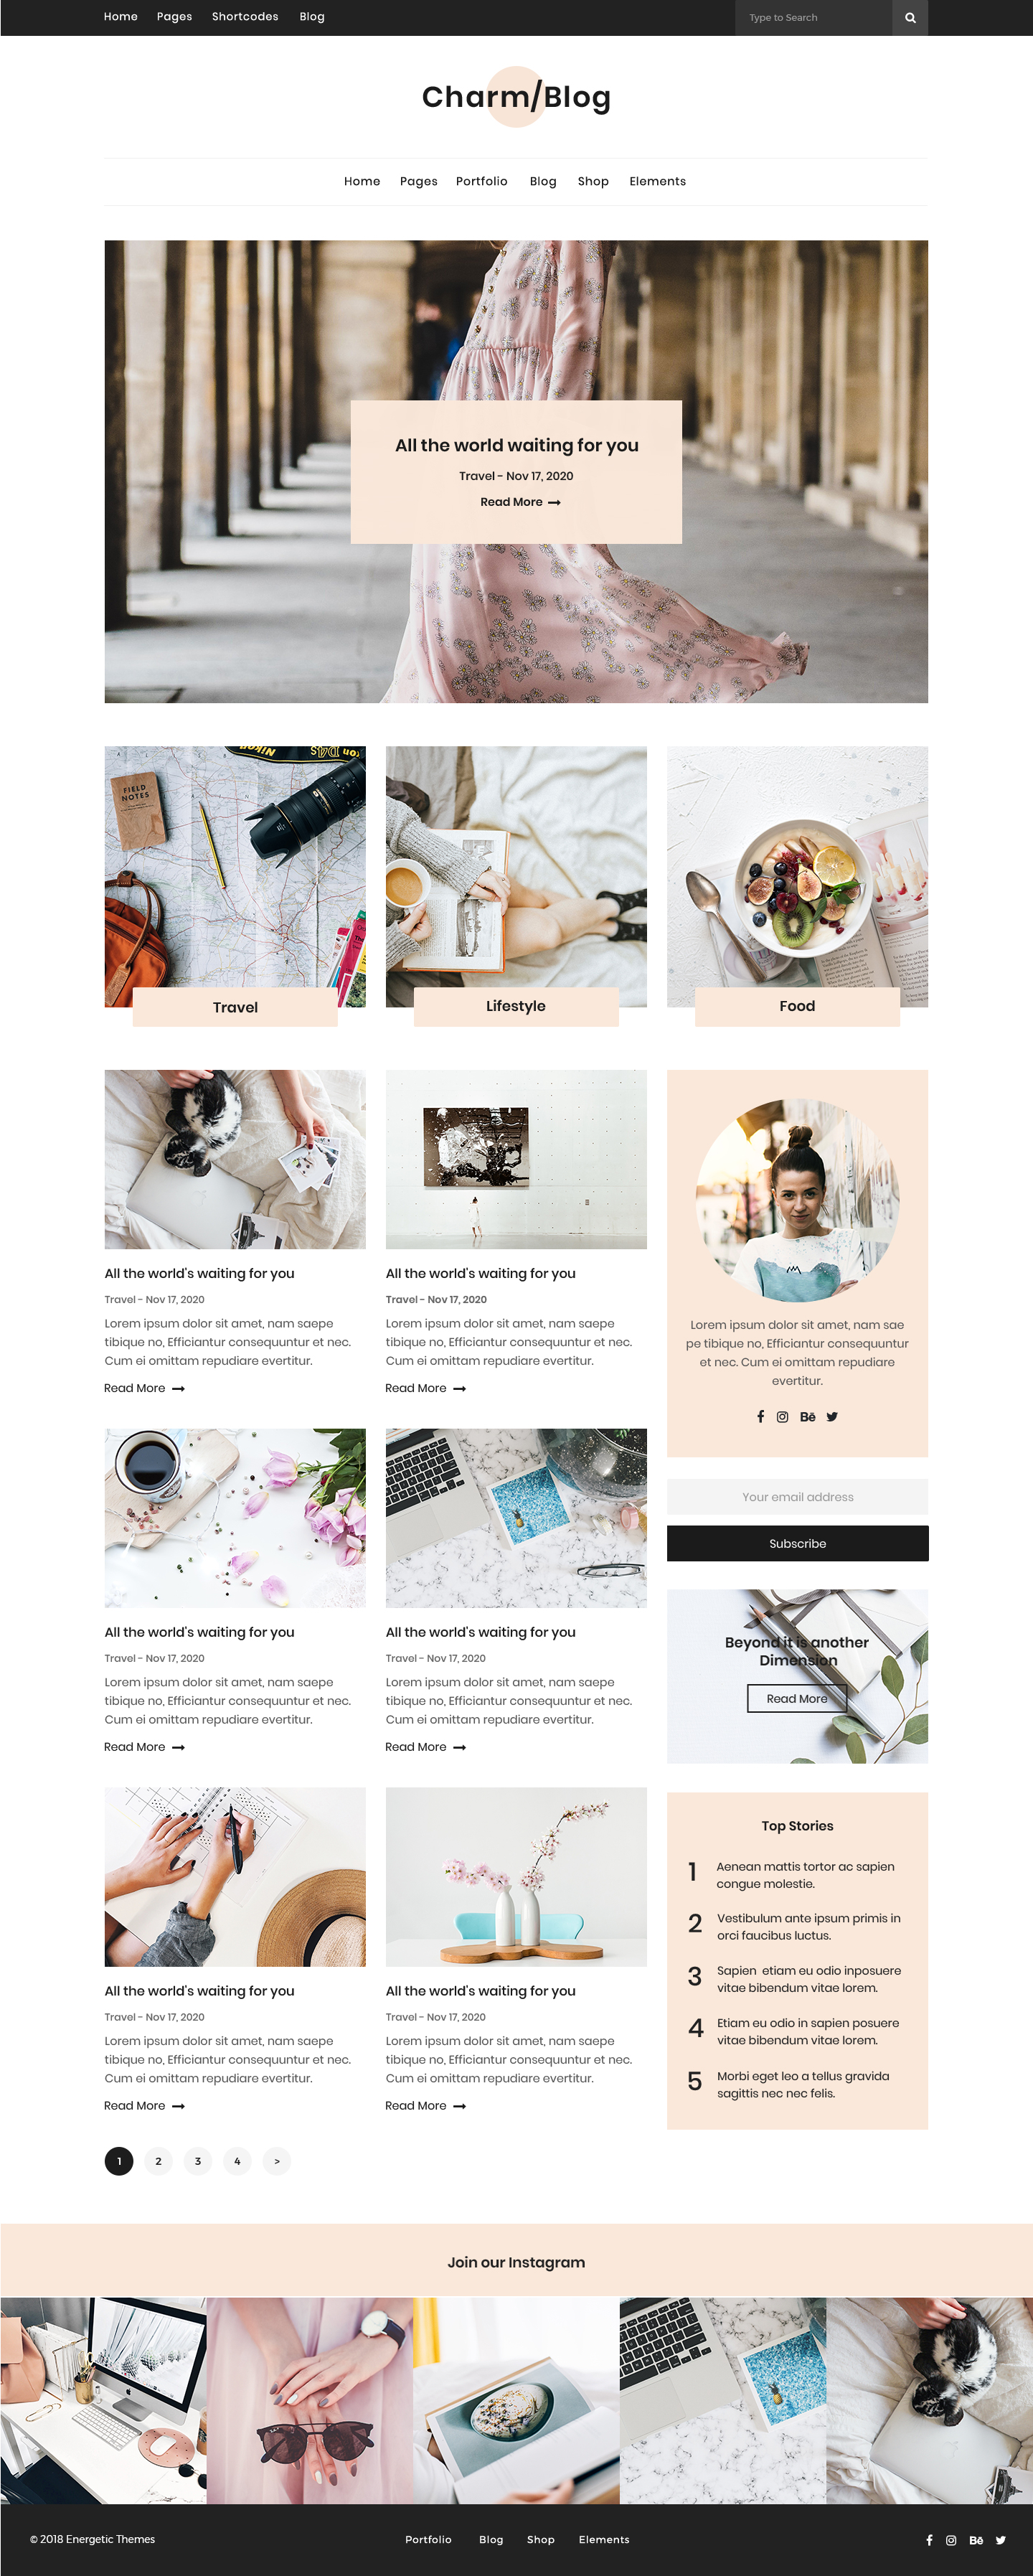 Home Pages Shortcodes Blog Type to Search
Charm/Blog
Home Pages Portfolio Blog Shop Elements
All the world waiting for you
Travel - Nov 17, 2020
Read More
Nikon D4S
FIELD
NOTES
Travel
Lifestyle
Food
All the world's waiting for you
Travel - Nov 17, 2020
Lorem ipsum dolor sit amet, nam saepe
tibique no, Efficiantur consequuntur et nec.
Cum ei omittam repudiare evertitur.
Read More
All the world's waiting for you
Travel - Nov 17, 2020
Lorem ipsum dolor sit amet, nam saepe
tibique no, Efficiantur consequuntur et nec.
Cum ei omittam repudiare evertitur.
Read More
All the world's waiting for you
Travel - Nov 17, 2020
Lorem ipsum dolor sit amet, nam saepe
tibique no, Efficiantur consequuntur et nec.
Cum ei omittam repudiare evertitur.
Read More
All the world's waiting for you
Travel - Nov 17, 2020
Lorem ipsum dolor sit amet, nam saepe
tibique no, Efficiantur consequuntur et nec.
Cum ei omittam repudiare evertitur.
Read More
All the world's waiting for you
Travel - Nov 17, 2020
Lorem ipsum dolor sit amet, nam saepe
tibique no, Efficiantur consequuntur et nec.
Cum ei omittam repudiare evertitur.
Read More
All the world's waiting for you
Travel - Nov 17, 2020
Lorem ipsum dolor sit amet, nam saepe
tibique no, Efficiantur consequuntur et nec.
Cum ei omittam repudiare evertitur.
Read More
1 2 3 4 >
Lorem ipsum dolor sit amet, nam sae
pe tibique no, Efficiantur consequuntur
et nec. Cum ei omittam repudiare
evertitur.
Bē
Your email address
Subscribe
Beyond it is another
Dimension
Read More
Top Stories
1 Aenean mattis tortor ac sapien
congue molestie.
2 Vestibulum ante ipsum primis in
orci faucibus luctus.
3 Sapien etiam eu odio inposuere
vitae bibendum vitae lorem.
4 Etiam eu odio in sapien posuere
vitae bibendum vitae lorem.
5 Morbi eget leo a tellus gravida
sagittis nec nec felis.
Join our Instagram
© 2018 Energetic Themes Portfolio Blog Shop Elements Bē